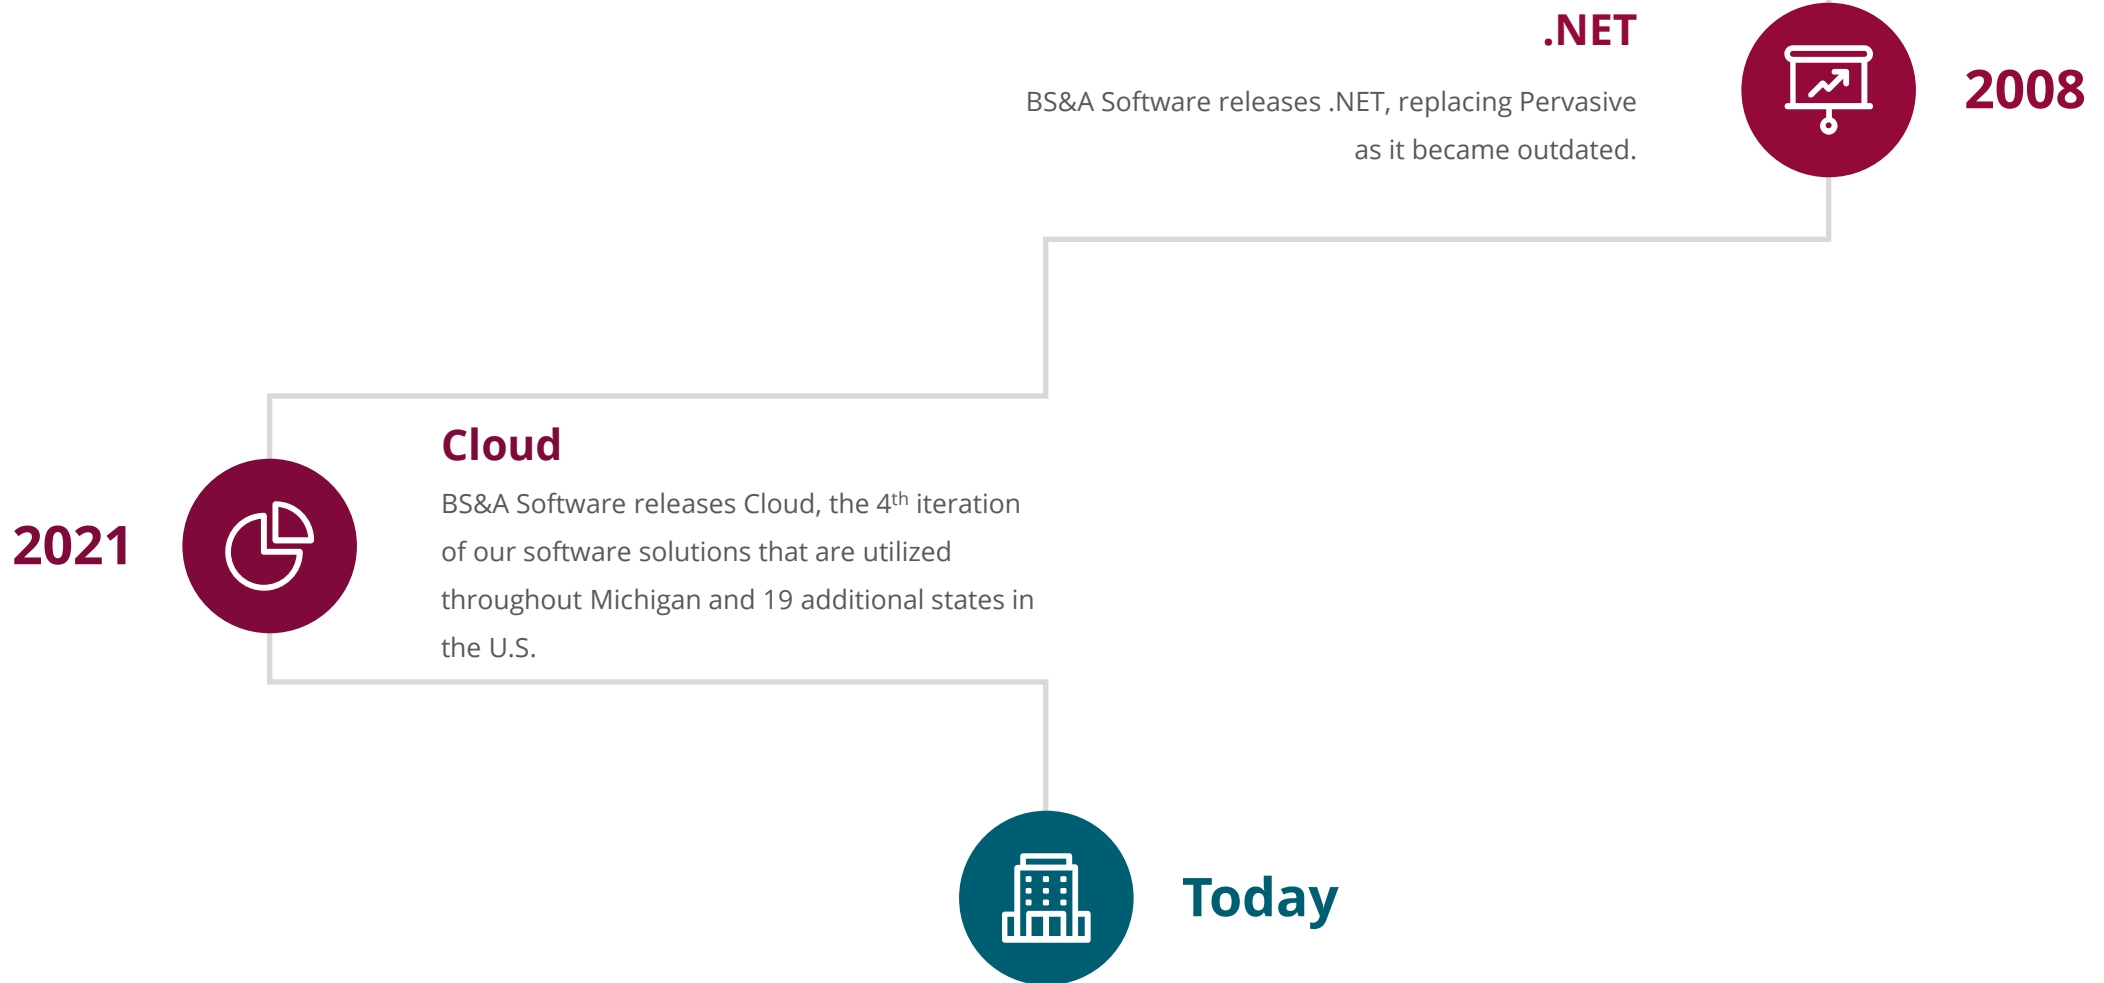 .NET
BS&A Software releases .NET, replacing Pervasive
as it became outdated.
2008
2021
Cloud
BS&A Software releases Cloud, the 4th iteration
of our software solutions that are utilized
throughout Michigan and 19 additional states in
the U.S.
Today